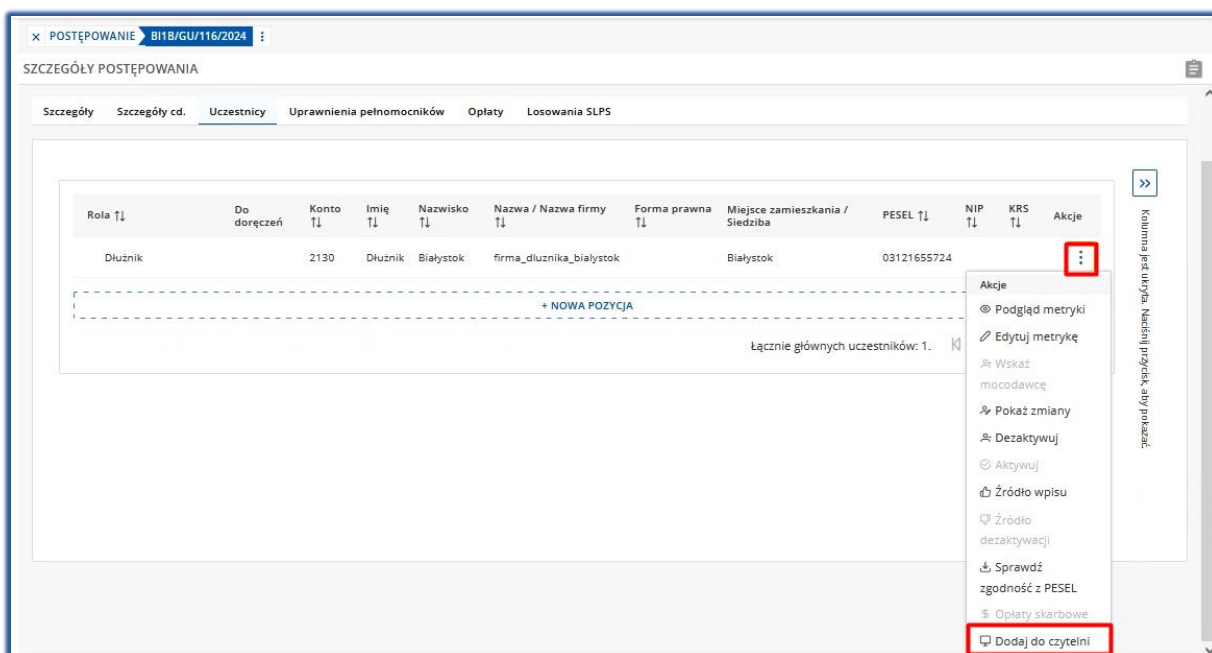 × POSTĘPOWANIE BI1B/GU/116/2024
SZCZEGÓŁY POSTĘPOWANIA
Szczegóły Szczegóły cd. Uczestnicy Uprawnienia pełnomocników Opłaty Losowania SLPS
Rola Do doręczeń Konto Imię Nazwisko Nazwa / Nazwa firmy Forma prawna Miejsce zamieszkania / Siedziba PESEL NIP KRS Akcje
Dłużnik 2130 Dłużnik Białystok firma_dluznika_bialystok Białystok 03121655724
+ NOWA POZYCJA
Łącznie głównych uczestników: 1.
Akcje
Podgląd metryki
Edytuj metrykę
Wskaż
mocodawcę
Pokaż zmiany
Dezaktywuj
Aktywuj
Źródło wpisu
Źródło
dezaktywacji
Sprawdź
zgodność z PESEL
$ Opłaty skarbowe
Dodaj do czytelni
Kolumna jest ukryta. Naciśnij przycisk, aby pokazać.